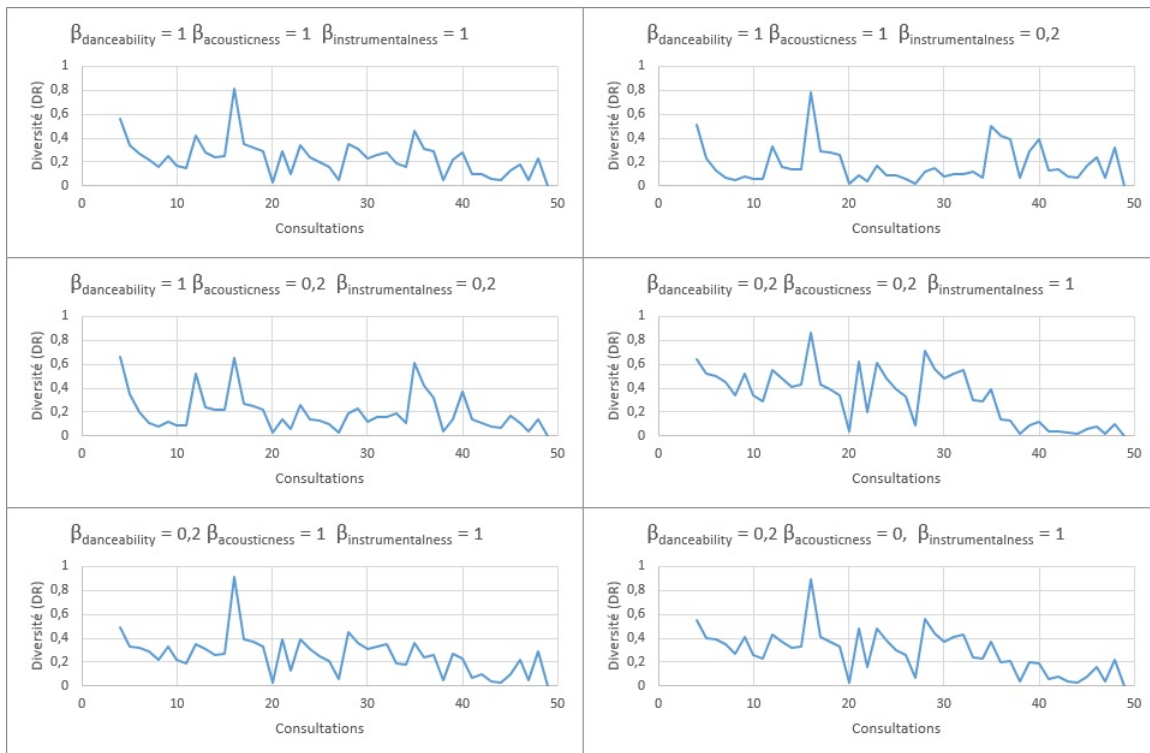 βdanceability = 1 βacousticness = 1 βinstrumentalness = 1
1
0,8
0,6
0,4
0,2
0
Diversité (DR)
0 10 20 30 40 50
Consultations
βdanceability = 1 βacousticness = 1 βinstrumentalness = 0,2
1
0,8
0,6
0,4
0,2
0
Diversité (DR)
0 10 20 30 40 50
Consultations
βdanceability = 1 βacousticness = 0,2 βinstrumentalness = 0,2
1
0,8
0,6
0,4
0,2
0
Diversité (DR)
0 10 20 30 40 50
Consultations
βdanceability = 0,2 βacousticness = 0,2 βinstrumentalness = 1
1
0,8
0,6
0,4
0,2
0
Diversité (DR)
0 10 20 30 40 50
Consultations
βdanceability = 0,2 βacousticness = 1 βinstrumentalness = 1
1
0,8
0,6
0,4
0,2
0
Diversité (DR)
0 10 20 30 40 50
Consultations
βdanceability = 0,2 βacousticness = 0, βinstrumentalness = 1
1
0,8
0,6
0,4
0,2
0
Diversité (DR)
0 10 20 30 40 50
Consultations